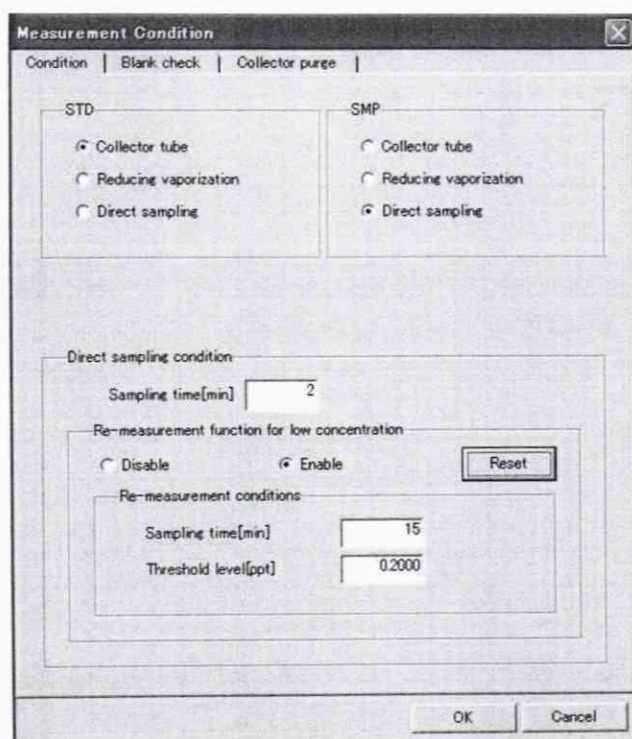 Measurement Condition
Condition | Blank check | Collector purge |
STD
Collector tube
Reducing vaporization
Direct sampling
SMP
Collector tube
Reducing vaporization
Direct sampling
Direct sampling condition
Sampling time[min] 2
Re-measurement function for low concentration
Disable Enable Reset
Re-measurement conditions
Sampling time[min] 15
Threshold level[ppt] 0.2000
OK Cancel